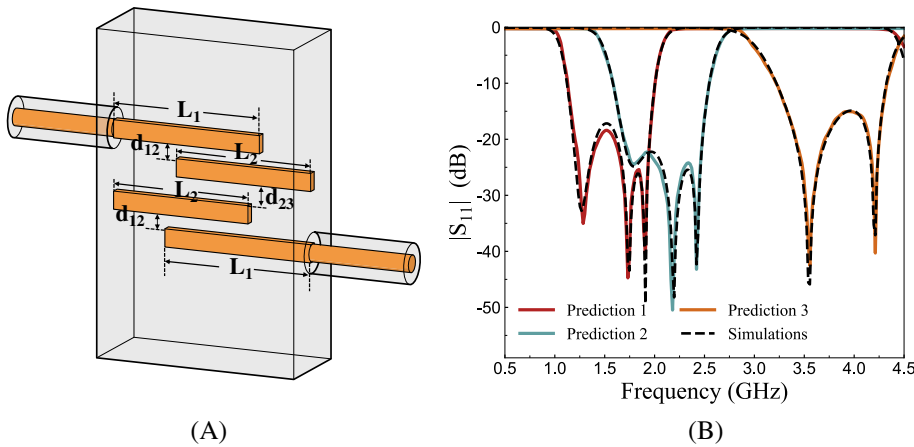 L1
d12
L2
L2
d23
d12
L1
(A)
B)
0
-10
-20
-30
-40
-50
|S11| (dB)
Prediction 1
Prediction 3
Prediction 2
Simulations
0.5 1.0 1.5 2.0 2.5 3.0 3.5 4.0 4.5
Frequency (GHz)
(B)